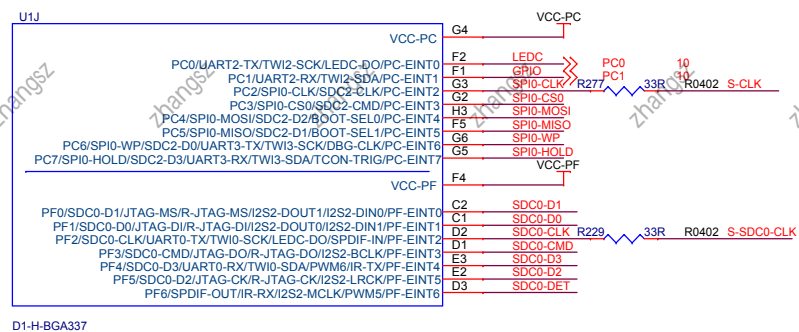 U1J
VCC-PC G4 VCC-PC
PC0/UART2-TX/TWI2-SCK/LEDC-DO/PC-EINT0 F2 LEDC PC0 10
PC1/UART2-RX/TWI2-SDA/PC-EINT1 F1 GPIO PC1 10
PC2/SPI0-CLK/SDC2-CLK/PC-EINT2 G3 SPI0-CLK R277 33R R0402 S-CLK
PC3/SPI0-CS0/SDC2-CMD/PC-EINT3 G2 SPI0-CS0
PC4/SPI0-MOSI/SDC2-D2/BOOT-SEL0/PC-EINT4 H3 SPI0-MOSI
PC5/SPI0-MISO/SDC2-D1/BOOT-SEL1/PC-EINT5 F5 SPI0-MISO
PC6/SPI0-WP/SDC2-D0/UART3-TX/TWI3-SCK/DBG-CLK/PC-EINT6 G6 SPI0-WP
PC7/SPI0-HOLD/SDC2-D3/UART3-RX/TWI3-SDA/TCON-TRIG/PC-EINT7 G5 SPI0-HOLD
VCC-PF F4 VCC-PF
PF0/SDC0-D1/JTAG-MS/R-JTAG-MS/I2S2-DOUT1/I2S2-DIN0/PF-EINT0 C2 SDC0-D1
PF1/SDC0-D0/JTAG-DI/R-JTAG-DI/I2S2-DOUT0/I2S2-DIN1/PF-EINT1 C1 SDC0-D0
PF2/SDC0-CLK/UART0-TX/TWI0-SCK/LEDC-DO/SPDIF-IN/PF-EINT2 D2 SDC0-CLK R229 33R R0402 S-SDC0-CLK
PF3/SDC0-CMD/JTAG-DO/R-JTAG-DO/I2S2-BCLK/PF-EINT3 D1 SDC0-CMD
PF4/SDC0-D3/UART0-RX/TWI0-SDA/PWM6/IR-TX/PF-EINT4 E3 SDC0-D3
PF5/SDC0-D2/JTAG-CK/R-JTAG-CK/I2S2-LRCK/PF-EINT5 E2 SDC0-D2
PF6/SPDIF-OUT/IR-RX/I2S2-MCLK/PWM5/PF-EINT6 D3 SDC0-DET
D1-H-BGA337
zhangsz
zhangsz
zhangsz
zhangsz